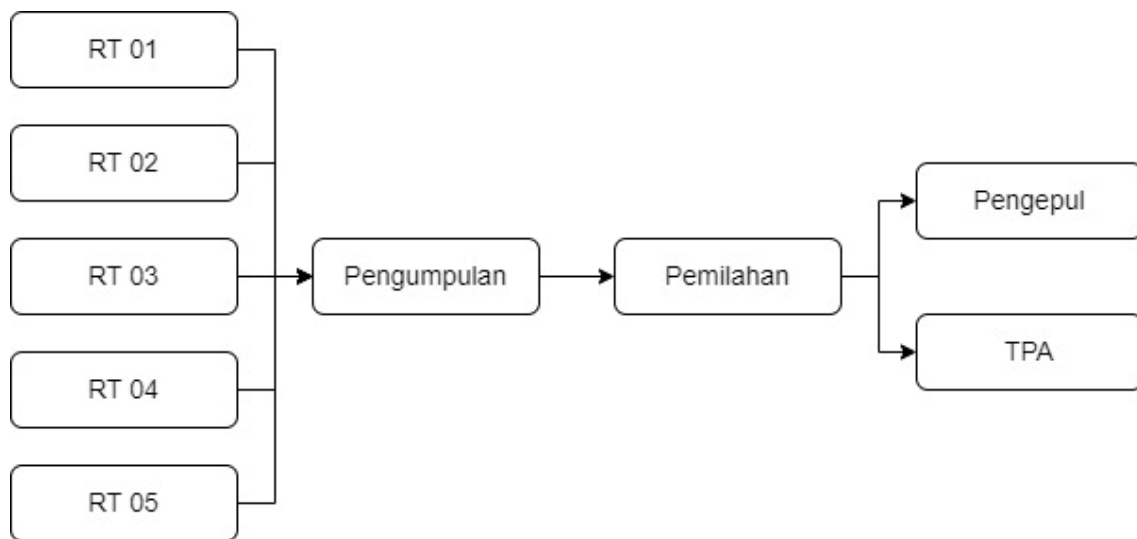 RT 01
RT 02
RT 03
RT 04
RT 05
Pengumpulan
Pemilahan
Pengepul
TPA